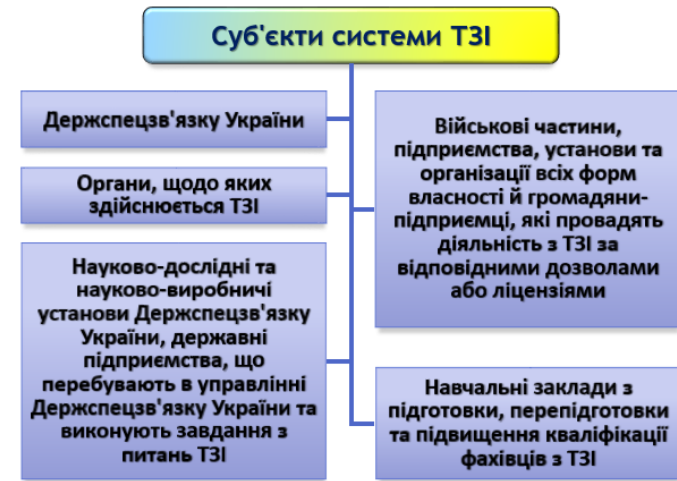 Суб'єкти системи ТЗІ
Держспецзв'язку України
Органи, щодо яких
здійснюється ТЗІ
Науково-дослідні та
науково-виробничі
установи Держспецзв'язку
України, державні
підприємства, що
перебувають в управлінні
Держспецзв'язку України та
виконують завдання з
питань ТЗІ
Військові частини,
підприємства, установи та
організації всіх форм
власності й громадяни-
підприємці, які провадять
діяльність з ТЗІ за
відповідними дозволами
або ліцензіями
Навчальні заклади з
підготовки, перепідготовки
та підвищення кваліфікації
фахівців з ТЗІ